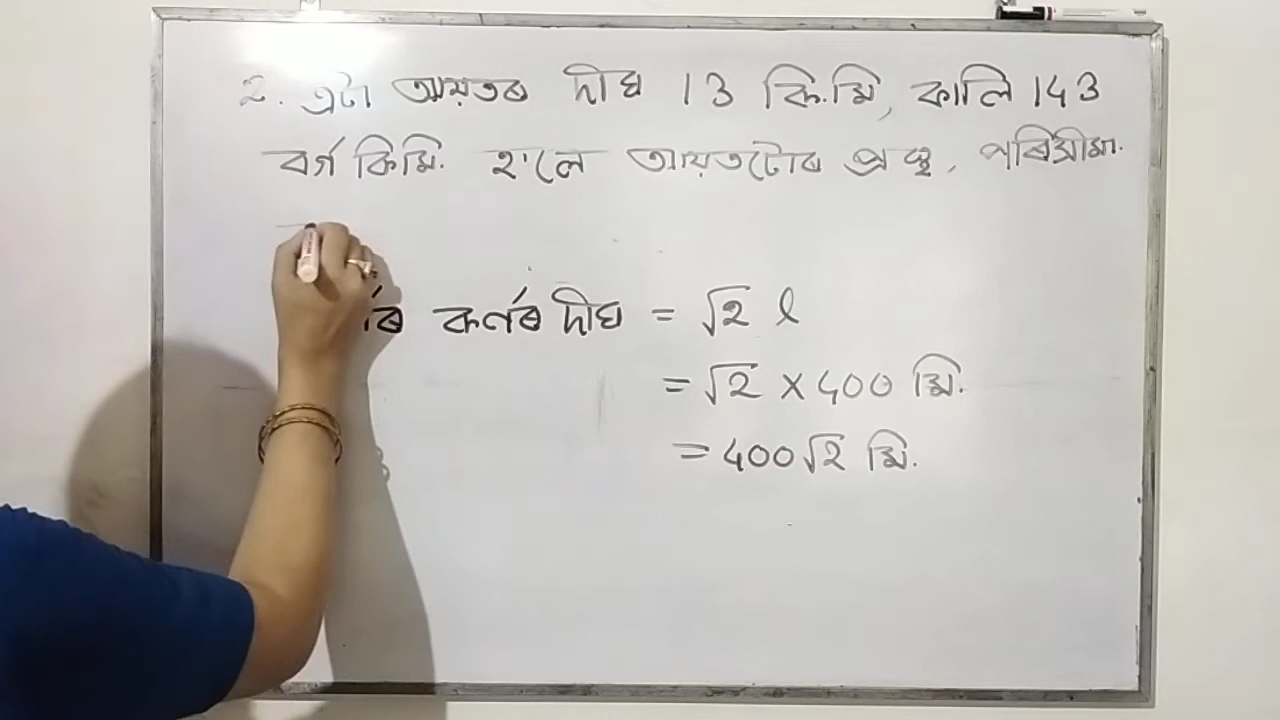 2. এটা আয়তৰ দীঘ 13 কি.মি, কালি 143
বৰ্গ কিমি. হ'লে আয়তটোৰ প্ৰস্থ, পৰিসীমা.
কৰ্ণৰ দীঘ = √2 l
= √2 × 400 মি.
= 400√2 মি.